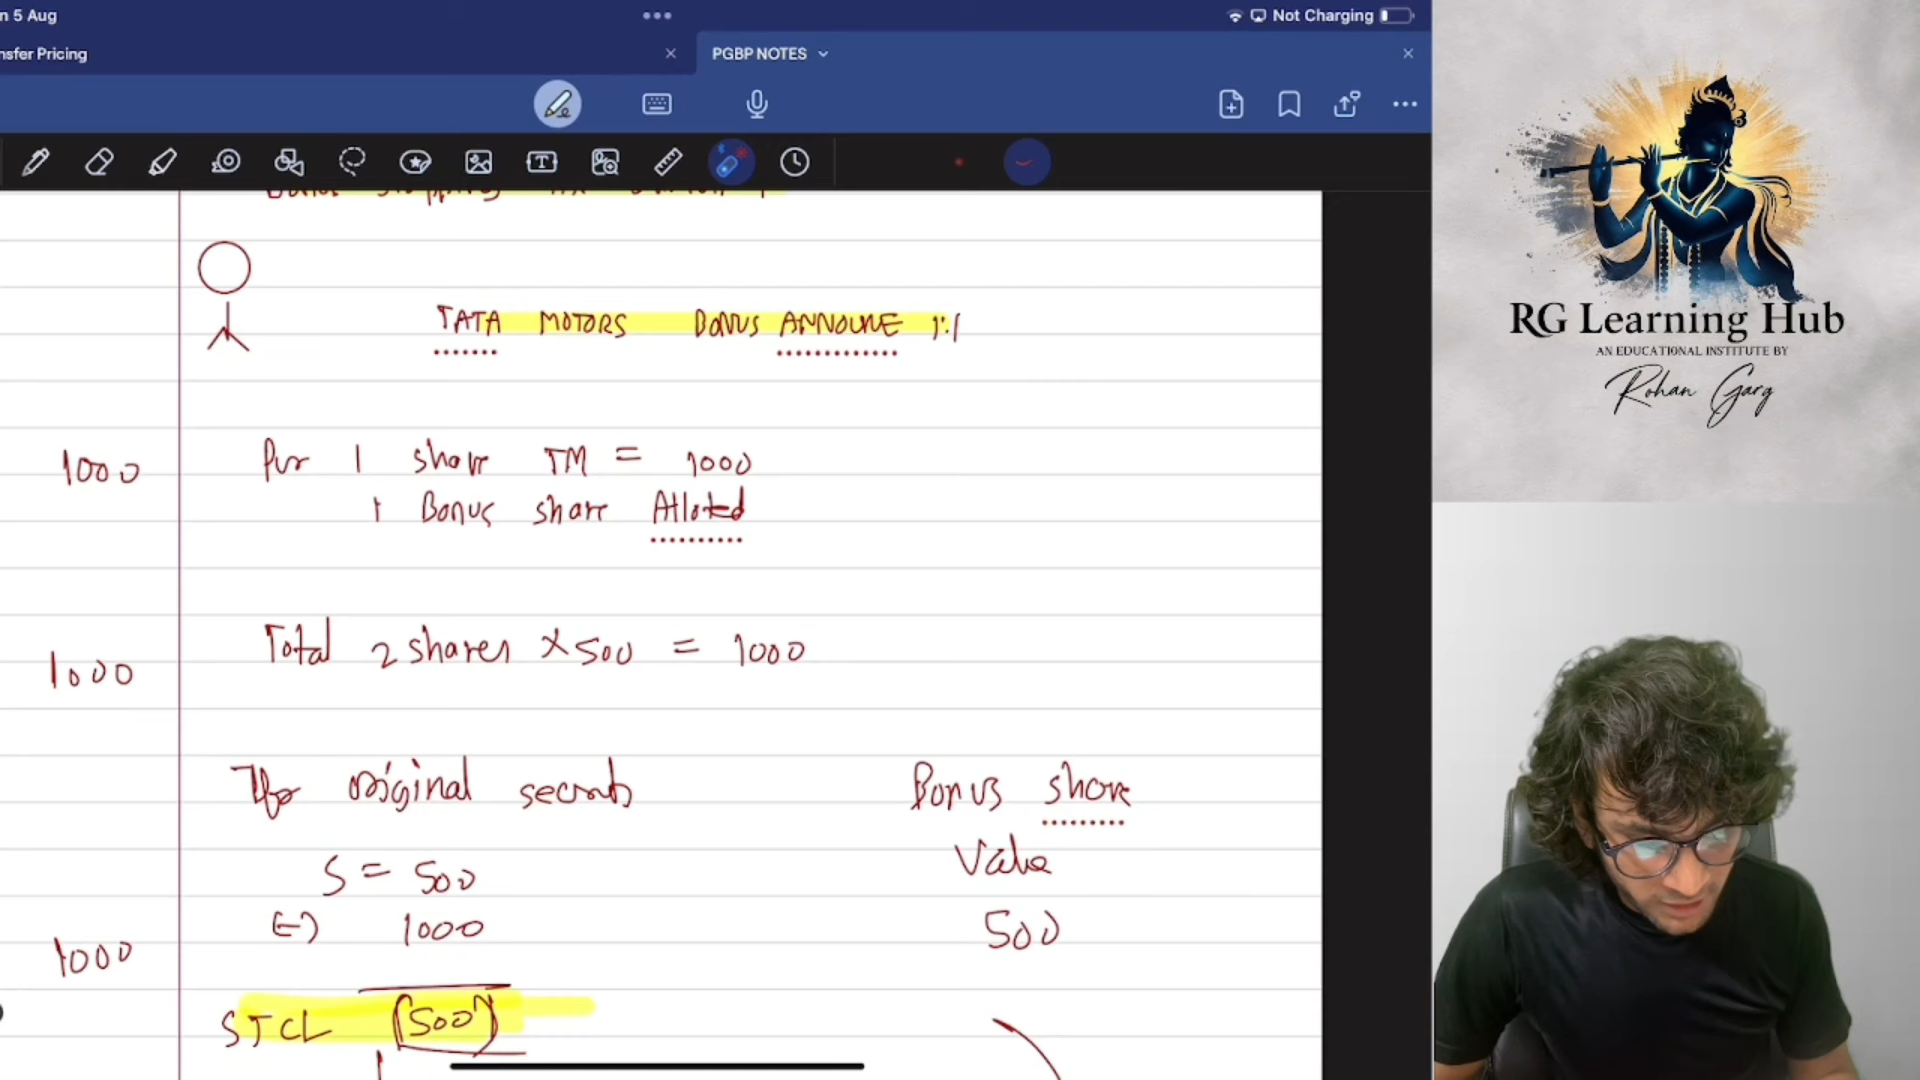 n 5 Aug
Not Charging
nsfer Pricing
PGBP NOTES
RG Learning Hub
AN EDUCATIONAL INSTITUTE BY
Rohan Garg
TATA MOTORS BONUS ANNOUNE 1:1
1000
Pur 1 share TM = 1000
1 Bonus share Alloted
1000
Total 2 shares × 500 = 1000
original
Bonus share
Value
S = 500
(-) 1000
500
1000
STCL (500)